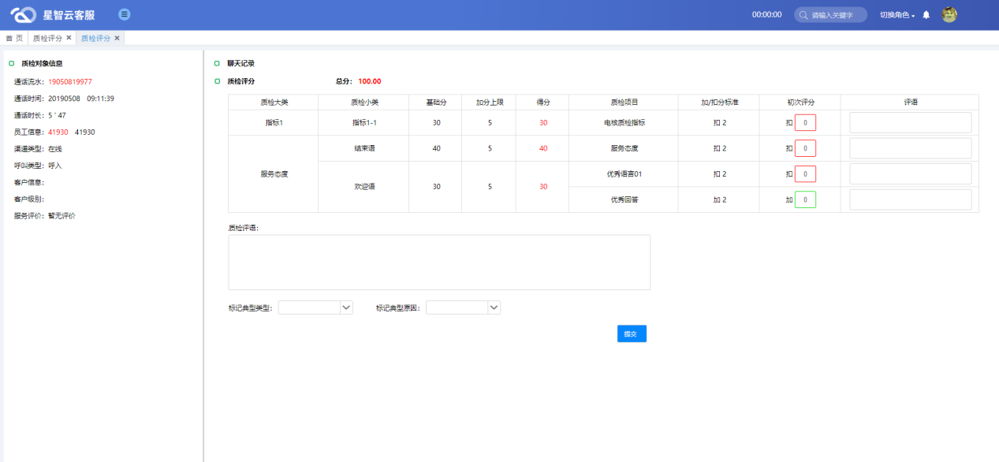 星智云客服
00:00:00 请输入关键字 切换角色
首 页 质检评分 质检评分
质检对象信息
通话流水: 19050819977
通话时间: 20190508 09:11:39
通话时长: 5 ' 47
员工信息: 41930 41930
渠道类型: 在线
呼叫类型: 呼入
客户信息:
客户级别:
服务评价: 暂无评价
聊天记录
质检评分 总分: 100.00
质检大类 质检小类 基础分 加分上限 得分 质检项目 加/扣分标准 初次评分 评语
指标1 指标1-1 30 5 30 电核质检指标 扣 2 扣 0
服务态度 结束语 40 5 40 服务态度 扣 2 扣 0
欢迎语 30 5 30 优秀语言01 扣 2 扣 0
优秀回答 加 2 加 0
质检评语:
标记典型类型: 标记典型原因:
提交